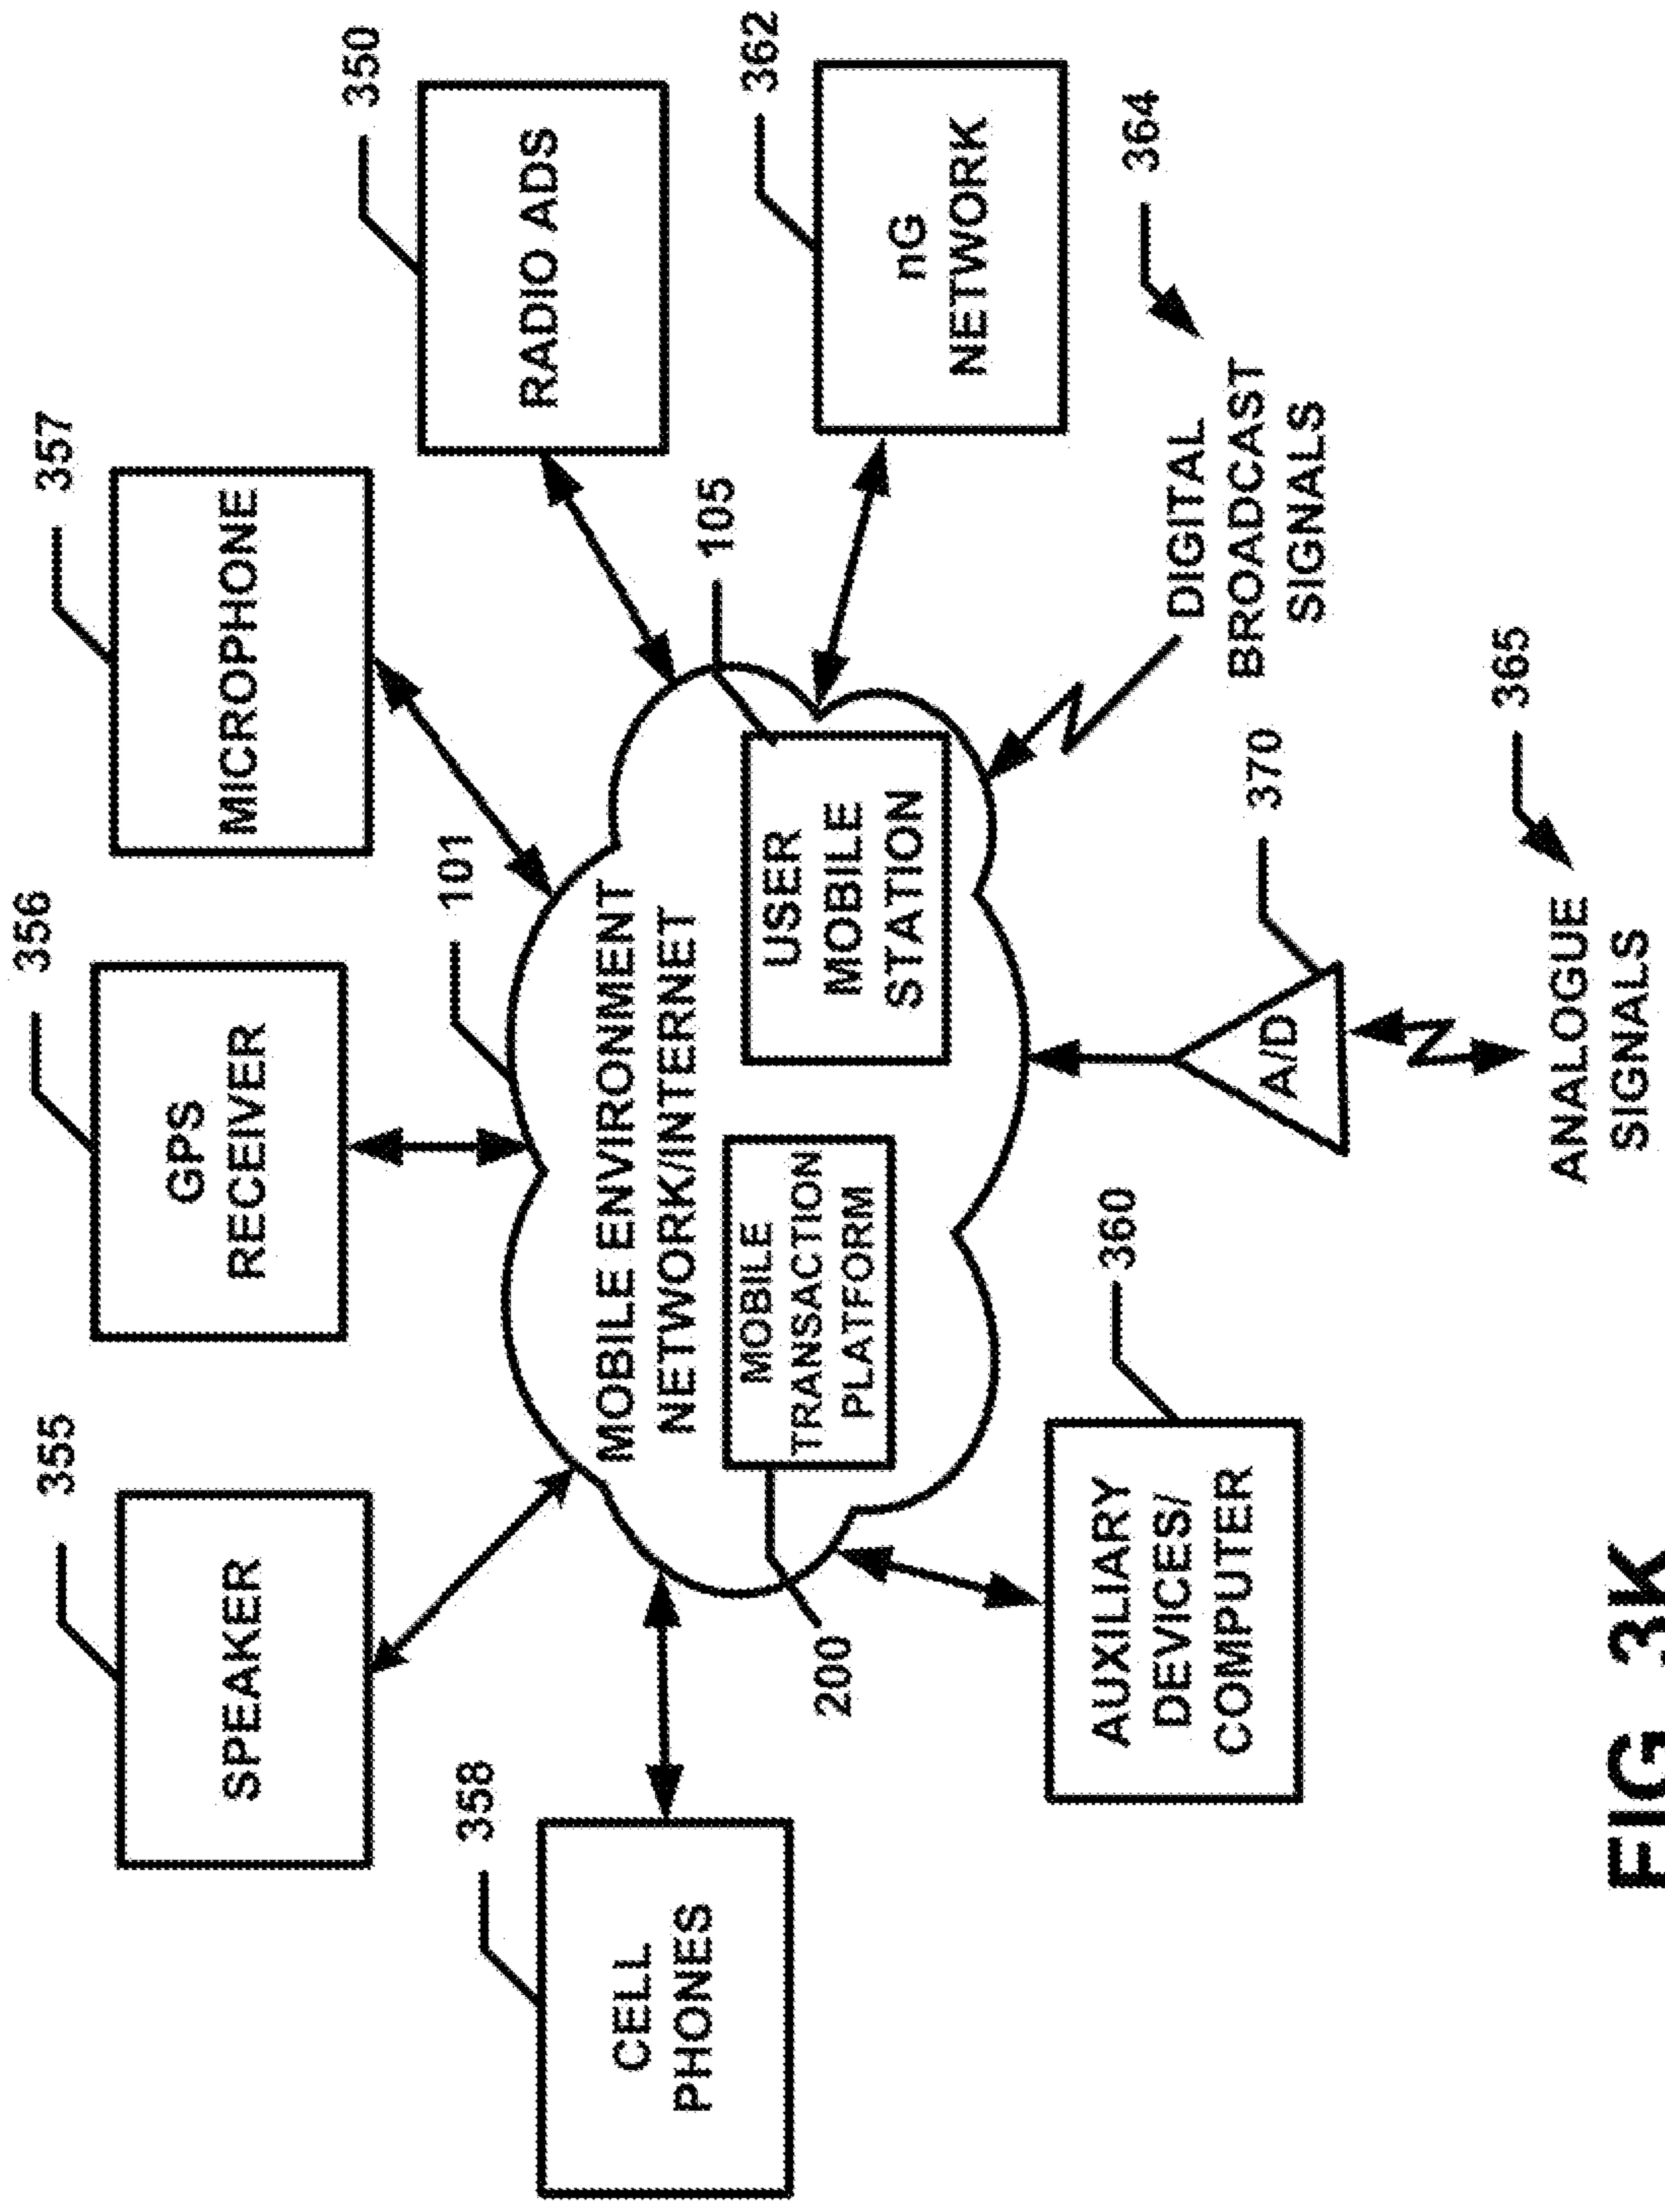 355
SPEAKER
356
GPS
RECEIVER
357
MICROPHONE
358
CELL
PHONES
101
MOBILE ENVIRONMENT
NETWORK/INTERNET
350
RADIO ADS
105
USER
MOBILE
STATION
MOBILE
TRANSACTION
PLATFORM
200
362
nG
NETWORK
360
AUXILIARY
DEVICES/
COMPUTER
A/D
370
DIGITAL
BROADCAST
SIGNALS
364
ANALOGUE
SIGNALS
365
FIG. 3K